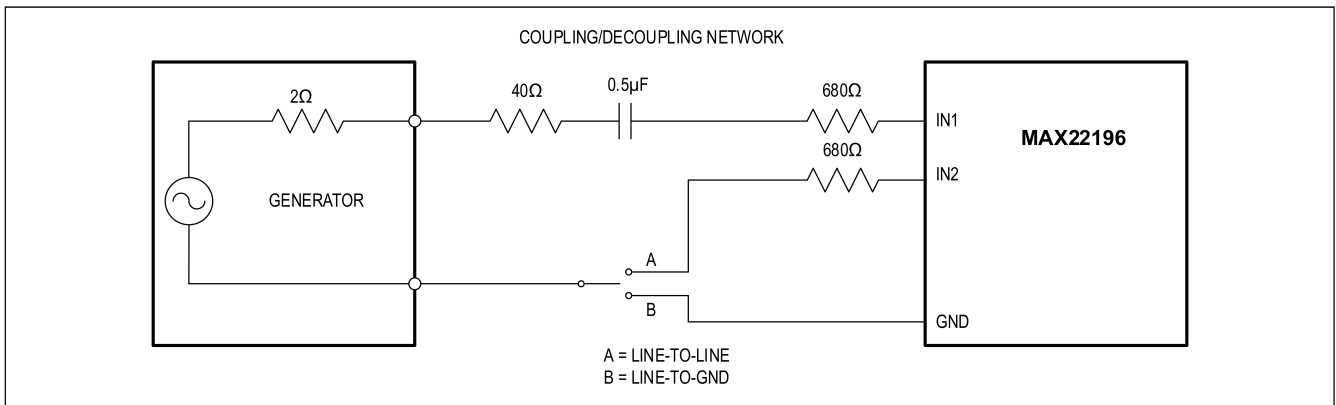 COUPLING/DECOUPLING NETWORK
2Ω
40Ω
0.5µF
680Ω
IN1
MAX22196
680Ω
IN2
GENERATOR
A
B
GND
A = LINE-TO-LINE
B = LINE-TO-GND